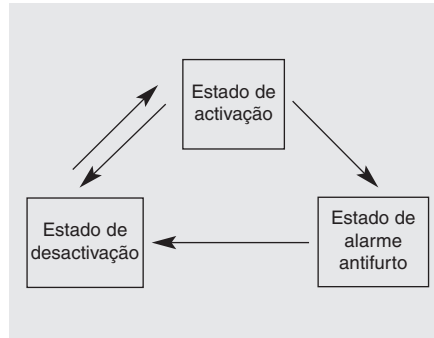 Estado de
activação
Estado de
desactivação
Estado de
alarme
antifurto